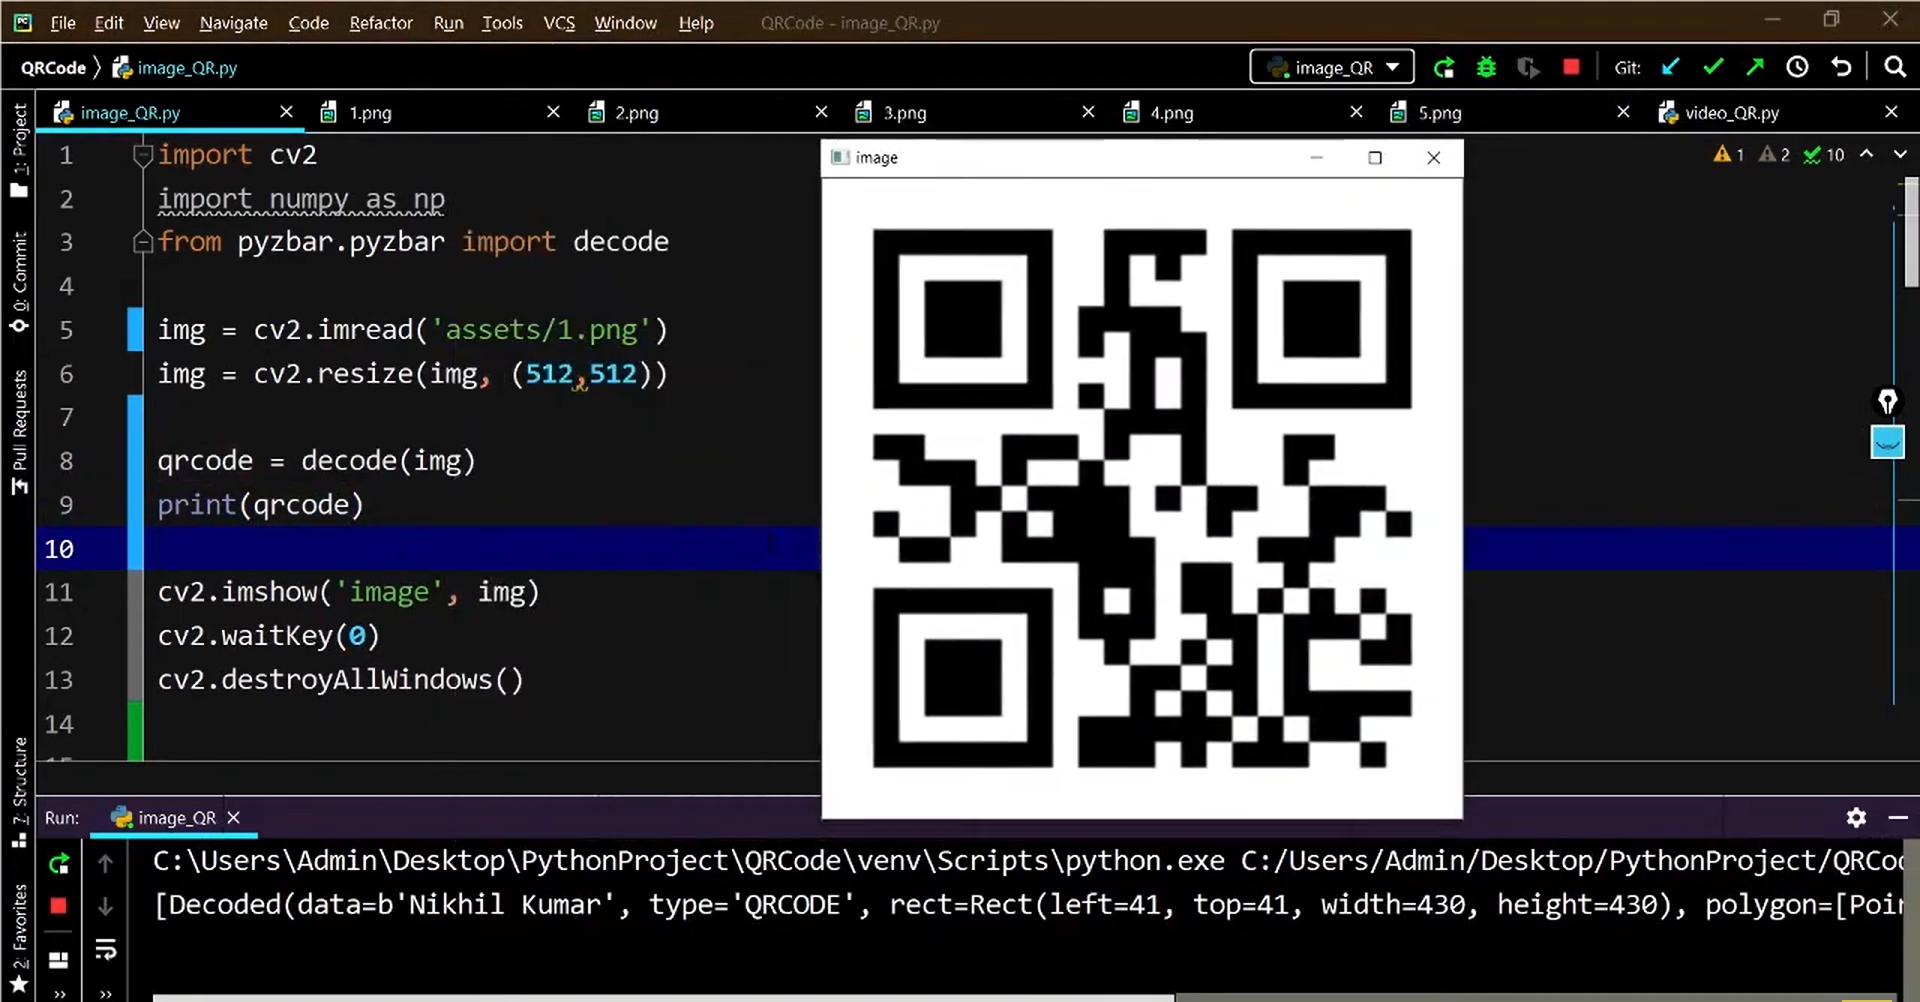 File Edit View Navigate Code Refactor Run Tools VCS Window Help QRCode - image_QR.py
QRCode image_QR.py image_QR Git:
image_QR.py 1.png 2.png 3.png 4.png 5.png video_QR.py
1: Project
0: Commit
Pull Requests
7: Structure
2: Favorites
1 import cv2
2 import numpy as np
3 from pyzbar.pyzbar import decode
4
5 img = cv2.imread('assets/1.png')
6 img = cv2.resize(img, (512,512))
7
8 qrcode = decode(img)
9 print(qrcode)
10
11 cv2.imshow('image', img)
12 cv2.waitKey(0)
13 cv2.destroyAllWindows()
14
image
1 2 10
Run: image_QR
C:\Users\Admin\Desktop\PythonProject\QRCode\venv\Scripts\python.exe C:/Users/Admin/Desktop/PythonProject/QRCo
[Decoded(data=b'Nikhil Kumar', type='QRCODE', rect=Rect(left=41, top=41, width=430, height=430), polygon=[Poi